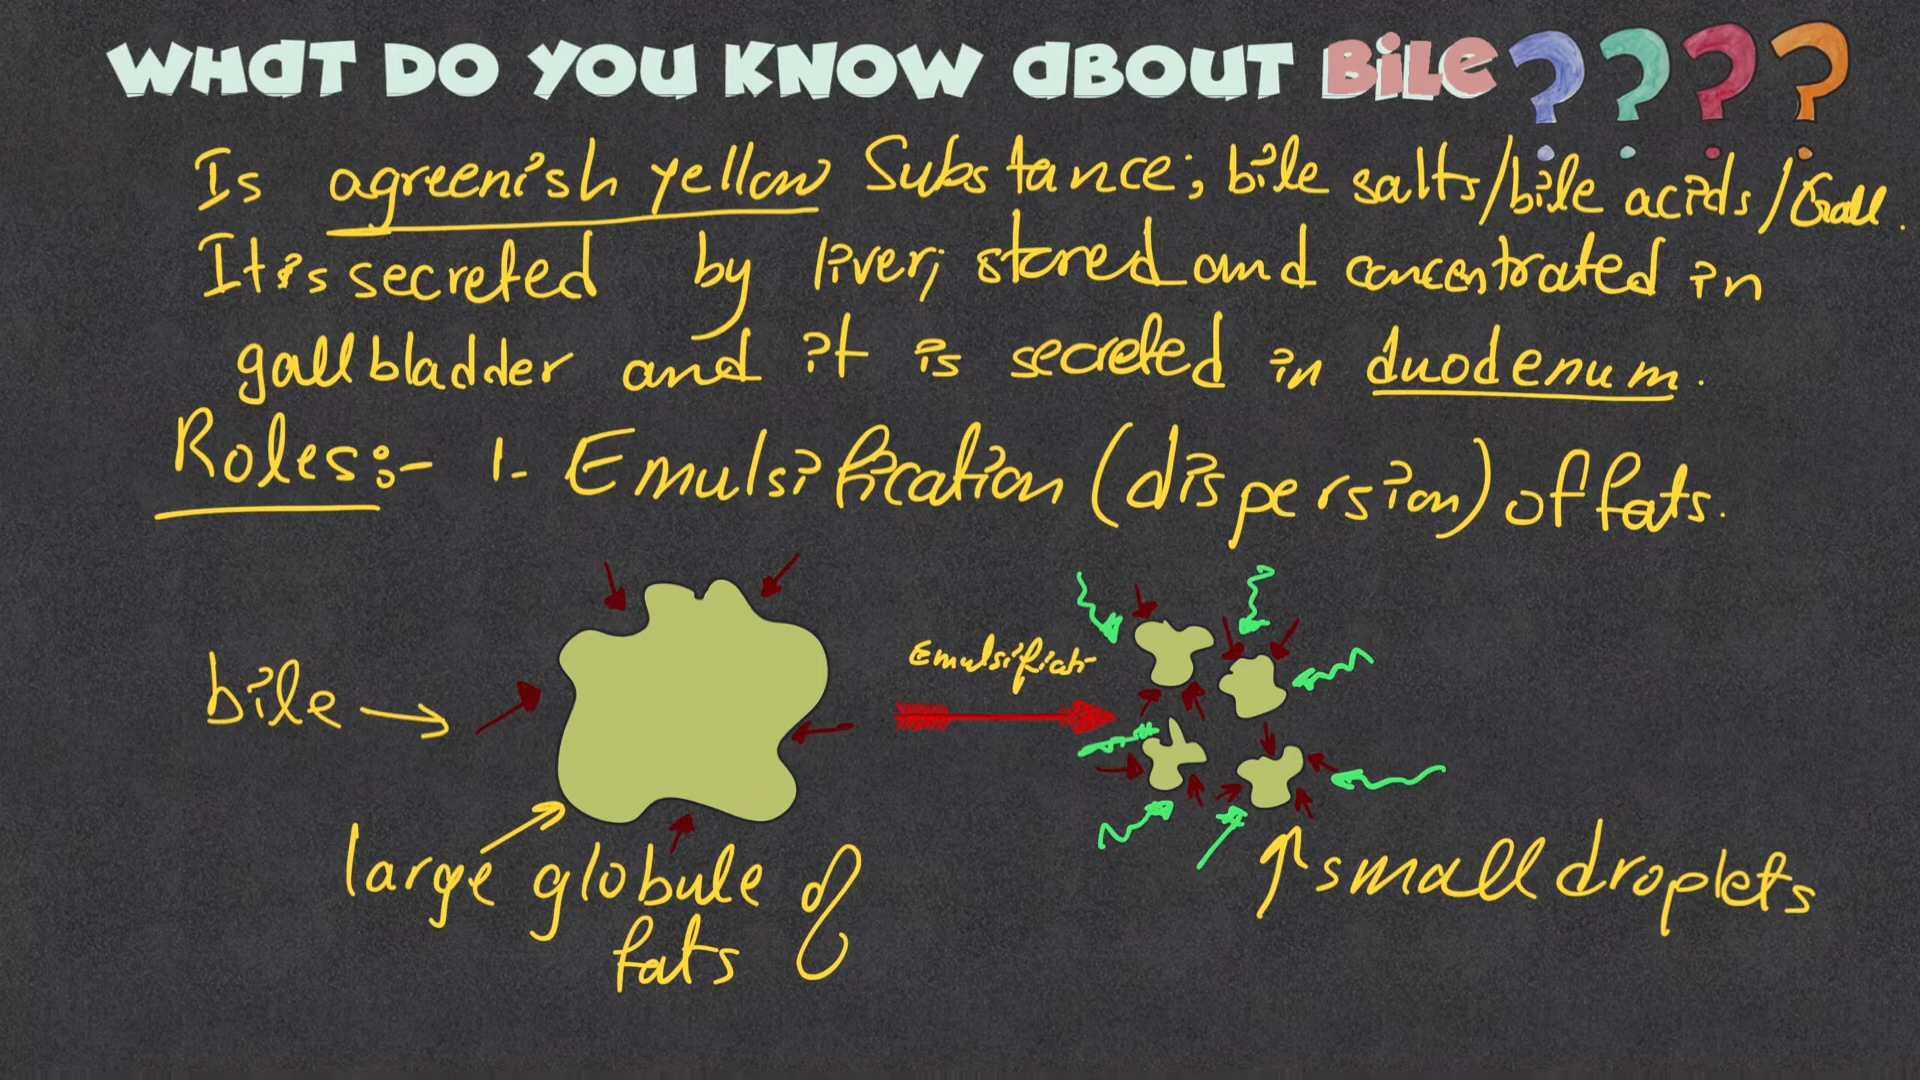 WHAT DO YOU KNOW ABOUT BILE ????
Is agreenish yellow Substance; bile salts/bile acids/Gall.
It is secreted by liver; stored and concentrated in
gallbladder and it is secreted in duodenum.
Roles:- 1- Emulsification (dispersion) of fats.
Emulsificat-
bile →
large globule of
fats
↑small droplets